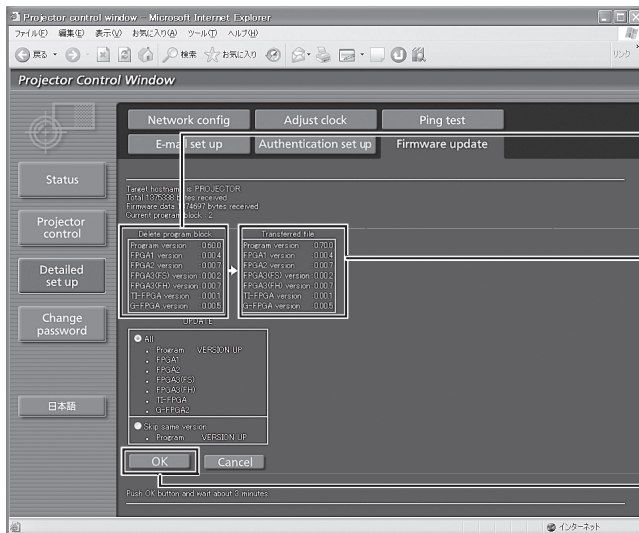 Projector control window - Microsoft Internet Explorer
ファイル(F) 編集(E) 表示(V) お気に入り(A) ツール(T) ヘルプ(H)
戻る 検索 お気に入り リンク
Projector Control Window
Network config Adjust clock Ping test
E-mail set up Authentication set up Firmware update
Status
Projector control
Detailed set up
Change password
日本語
Target hostname is PROJECTOR
Total 1375338 bytes received
Firmware data 1374697 bytes received
Current program block : 2
Delete program block
Program version 0.60.0
FPGA1 version 0.00.4
FPGA2 version 0.00.7
FPGA3(FS) version 0.00.2
FPGA3(FH) version 0.00.7
TI-FPGA version 0.00.1
G-FPGA version 0.00.5
Transferred file
Program version 0.70.0
FPGA1 version 0.00.4
FPGA2 version 0.00.7
FPGA3(FS) version 0.00.2
FPGA3(FH) version 0.00.7
TI-FPGA version 0.00.1
G-FPGA version 0.00.5
UPDATE
All
. Program VERSION UP
. FPGA1
. FPGA2
. FPGA3(FS)
. FPGA3(FH)
. TI-FPGA
. G-FPGA2
Skip same version
. Program VERSION UP
OK Cancel
Push OK button and wait about 3 minutes.
インターネット